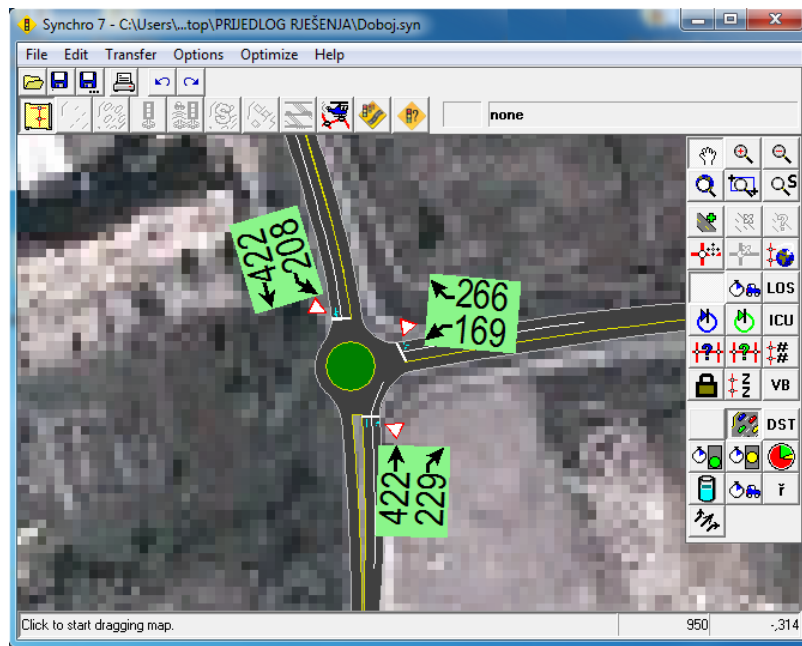 Synchro 7 - C:\Users\...top\PRIJEDLOG RJEŠENJA\Doboj.syn
File Edit Transfer Options Optimize Help
none
S
LOS
ICU
##
ZZ
VB
DST
ř
422
208
266
169
422
229
Click to start dragging map.
950
-,314